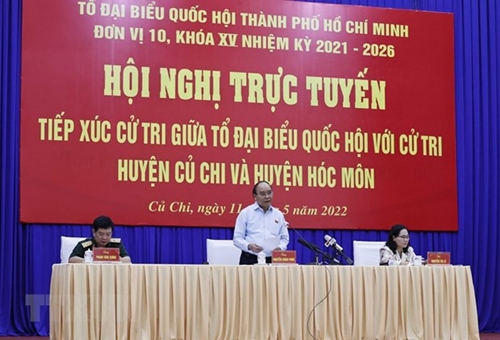 TỔ ĐẠI BIỂU QUỐC HỘI THÀNH PHỐ HỒ CHÍ MINH
ĐƠN VỊ 10, KHÓA XV NHIỆM KỲ 2021 - 2026
HỘI NGHỊ TRỰC TUYẾN
TIẾP XÚC CỬ TRI GIỮA TỔ ĐẠI BIỂU QUỐC HỘI VỚI CỬ TRI
HUYỆN CỦ CHI VÀ HUYỆN HÓC MÔN
Củ Chi, ngày 11 5 năm 2022